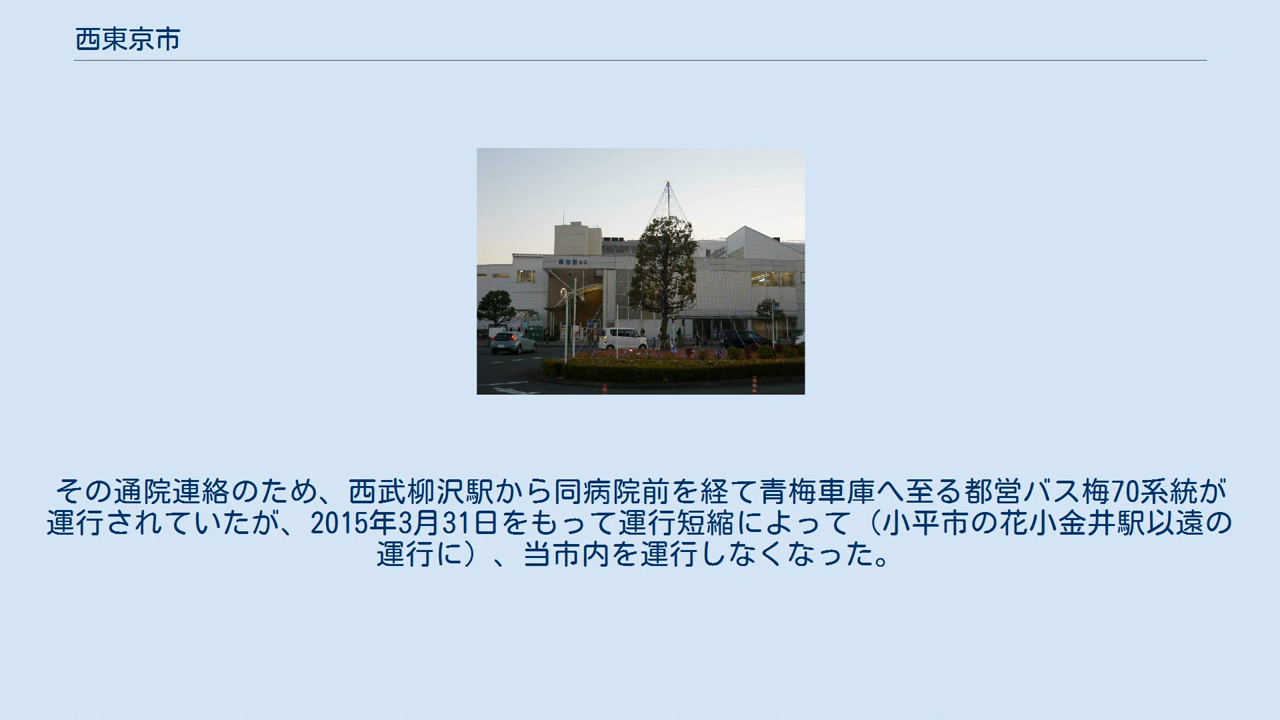 西東京市
その通院連絡のため、西武柳沢駅から同病院前を経て青梅車庫へ至る都営バス梅70系統が
運行されていたが、2015年3月31日をもって運行短縮によって（小平市の花小金井駅以遠の
運行に）、当市内を運行しなくなった。